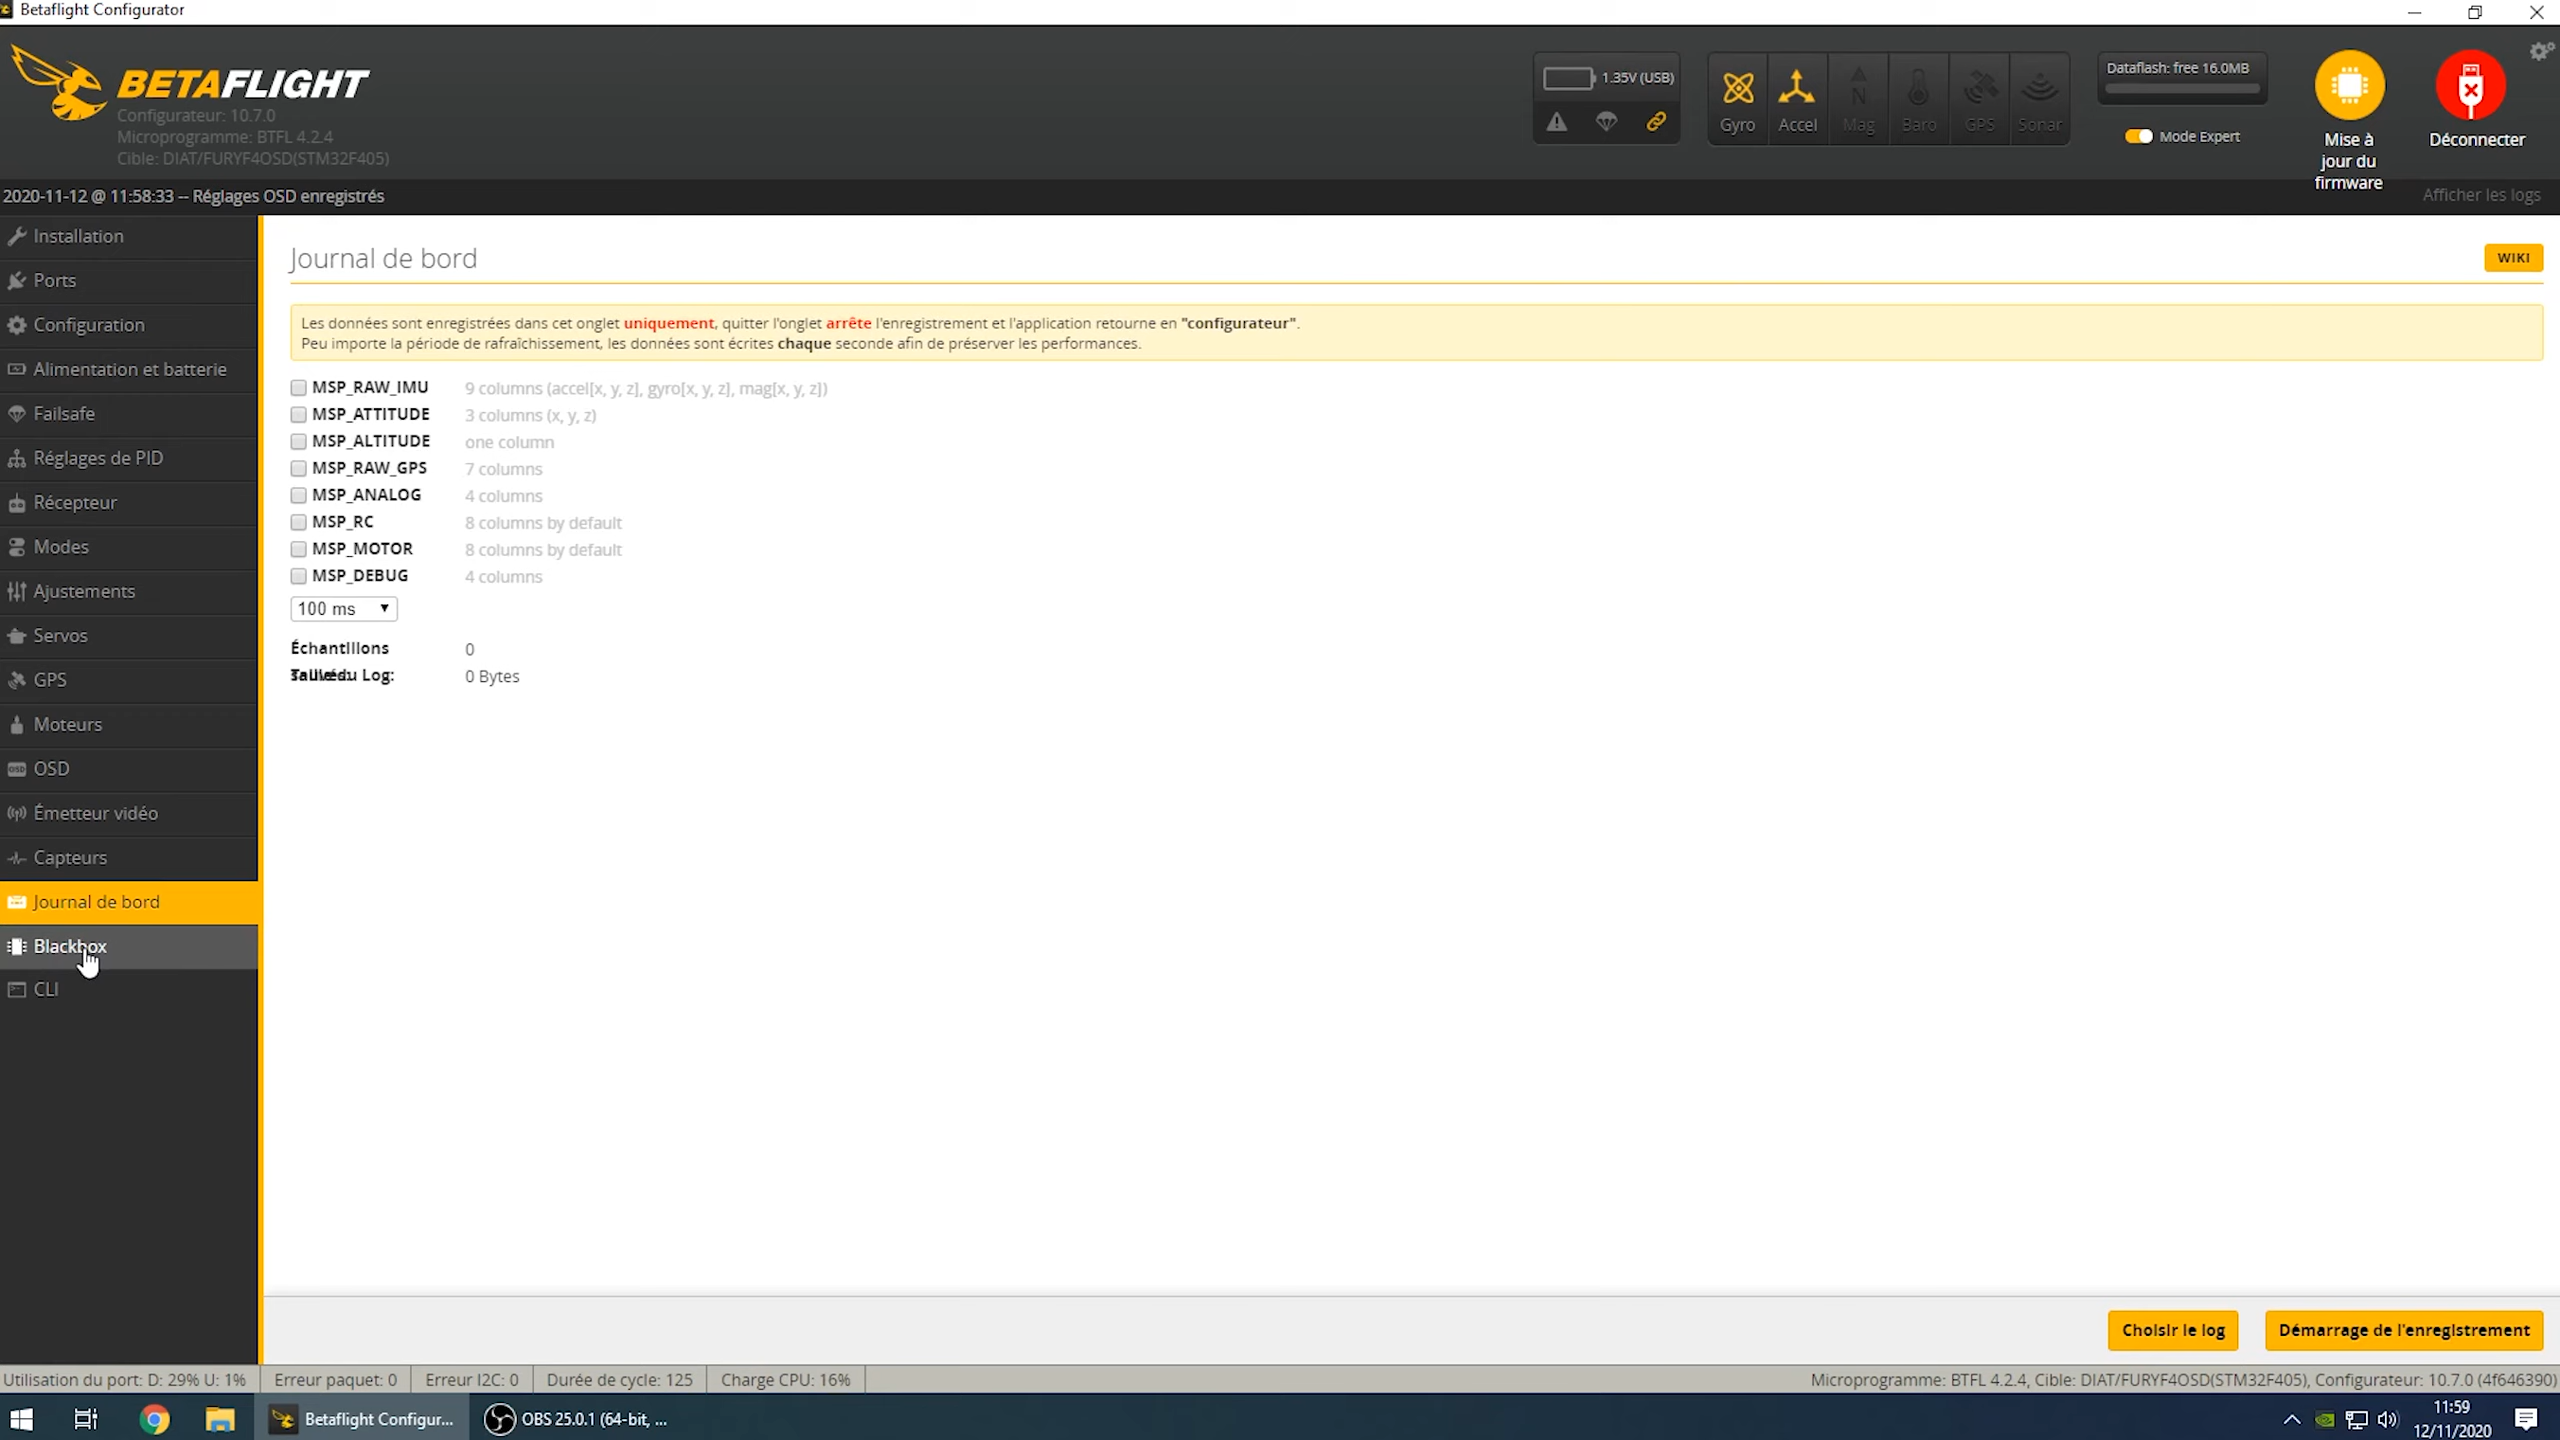 Betaflight Configurator
BETAFLIGHT
Configurateur: 10.7.0
Microprogramme: BTFL 4.2.4
Cible: DIAT/FURYF4OSD(STM32F405)
1.35V (USB)
Gyro
Accel
Mag
Baro
GPS
Sonar
Dataflash: free 16.0MB
Mode Expert
Mise à
jour du
firmware
Déconnecter
2020-11-12 @ 11:58:33 -- Réglages OSD enregistrés
Afficher les logs
Installation
Ports
Configuration
Alimentation et batterie
Failsafe
Réglages de PID
Récepteur
Modes
Ajustements
Servos
GPS
Moteurs
OSD
Émetteur vidéo
Capteurs
Journal de bord
Blackbox
CLI
Journal de bord
WIKI
Les données sont enregistrées dans cet onglet uniquement, quitter l'onglet arrête l'enregistrement et l'application retourne en "configurateur".
Peu importe la période de rafraîchissement, les données sont écrites chaque seconde afin de préserver les performances.
MSP_RAW_IMU 9 columns (accel[x, y, z], gyro[x, y, z], mag[x, y, z])
MSP_ATTITUDE 3 columns (x, y, z)
MSP_ALTITUDE one column
MSP_RAW_GPS 7 columns
MSP_ANALOG 4 columns
MSP_RC 8 columns by default
MSP_MOTOR 8 columns by default
MSP_DEBUG 4 columns
100 ms
Échantillons 0
du Log: 0 Bytes
Choisir le log
Démarrage de l'enregistrement
Utilisation du port: D: 29% U: 1%
Erreur paquet: 0
Erreur I2C: 0
Durée de cycle: 125
Charge CPU: 16%
Microprogramme: BTFL 4.2.4, Cible: DIAT/FURYF4OSD(STM32F405), Configurateur: 10.7.0 (4f646390)
Betaflight Configur...
OBS 25.0.1 (64-bit, ...
11:59
12/11/2020